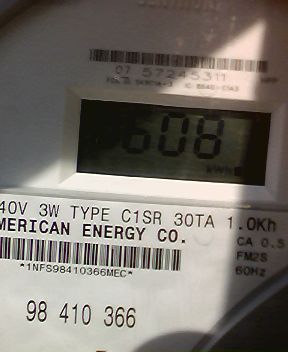 07 57245311
608
kWh
40V 3W TYPE C1SR 30TA 1.0Kh
MERICAN ENERGY CO. CA 0.5
FM2S
*1NFS98410366MEC* 60Hz
98 410 366